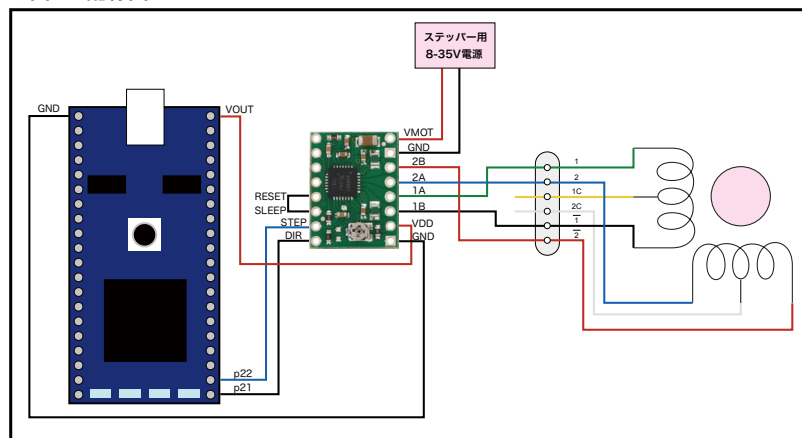 ステッパー用
8-35V電源
GND
VOUT
VMOT
GND
2B
2A
1A
1B
VDD
GND
RESET
SLEEP
STEP
DIR
p22
p21
1
2
1C
2C
1
2